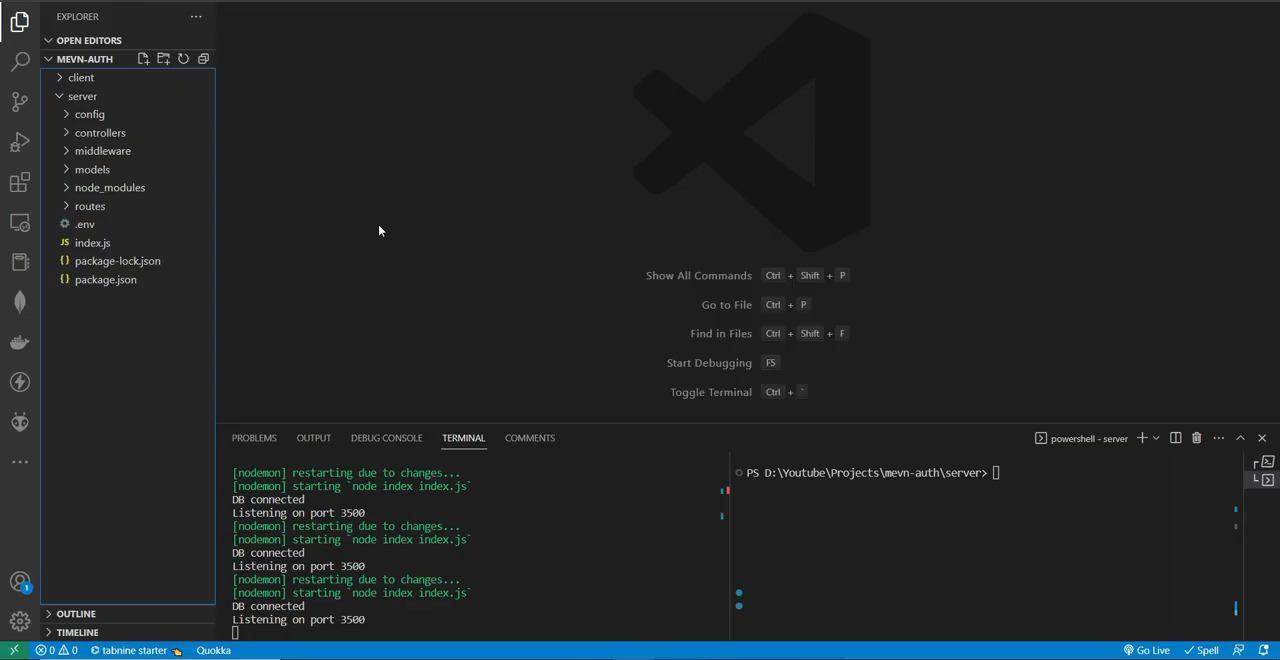 EXPLORER
OPEN EDITORS
MEVN-AUTH
client
server
config
controllers
middleware
models
node_modules
routes
.env
JS index.js
{} package-lock.json
{} package.json
OUTLINE
TIMELINE
Show All Commands Ctrl + Shift + P
Go to File Ctrl + P
Find in Files Ctrl + Shift + F
Start Debugging F5
Toggle Terminal Ctrl + `
PROBLEMS OUTPUT DEBUG CONSOLE TERMINAL COMMENTS
powershell - server
[nodemon] restarting due to changes...
[nodemon] starting `node index index.js`
DB connected
Listening on port 3500
[nodemon] restarting due to changes...
[nodemon] starting `node index index.js`
DB connected
Listening on port 3500
[nodemon] restarting due to changes...
[nodemon] starting `node index index.js`
DB connected
Listening on port 3500
PS D:\Youtube\Projects\mevn-auth\server>
1
0 0 tabnine starter Quokka
Go Live Spell